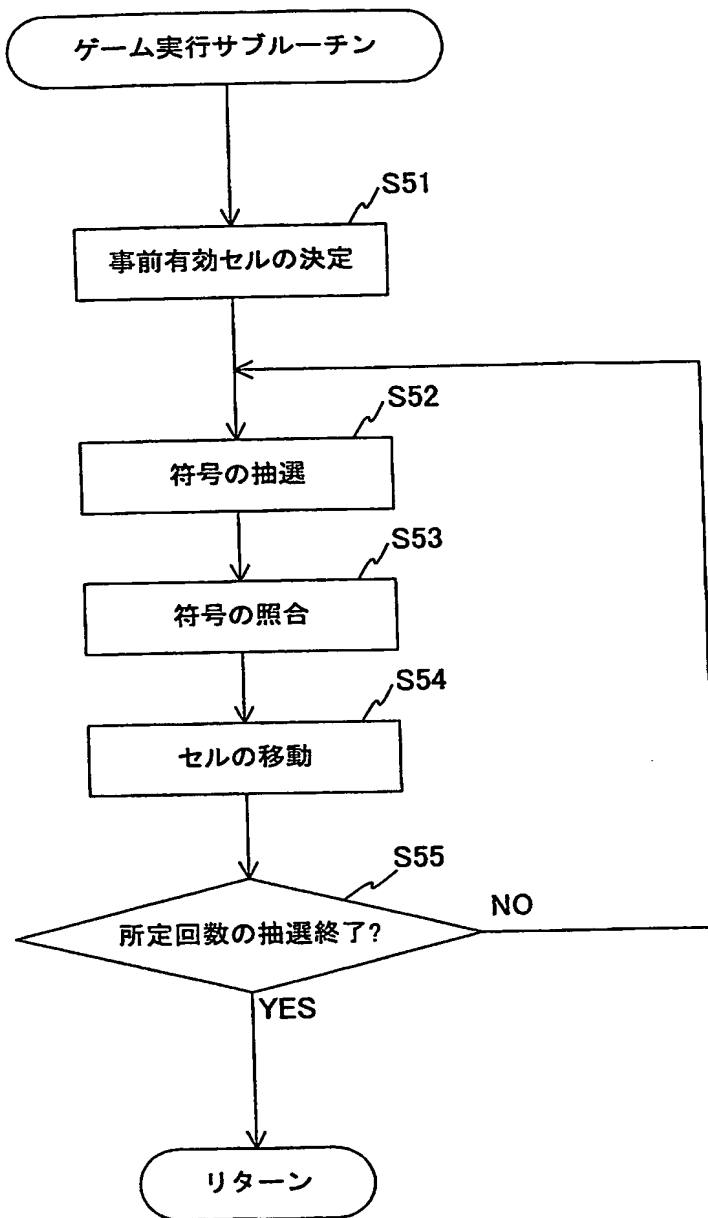 ゲーム実行サブルーチン
S51
事前有効セルの決定
S52
符号の抽選
S53
符号の照合
S54
セルの移動
S55
所定回数の抽選終了?
NO
YES
リターン